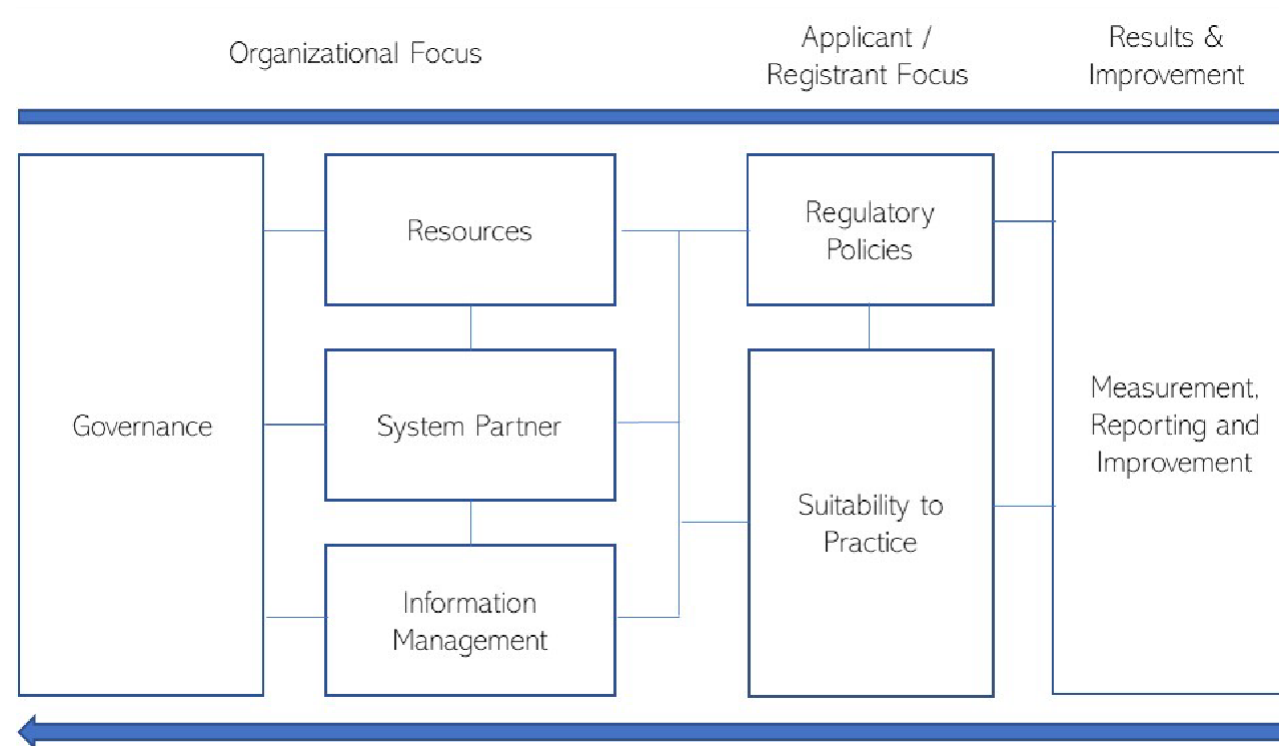 Organizational Focus
Applicant /
Registrant Focus
Results &
Improvement
Governance
Resources
System Partner
Information
Management
Regulatory
Policies
Suitability to
Practice
Measurement,
Reporting and
Improvement